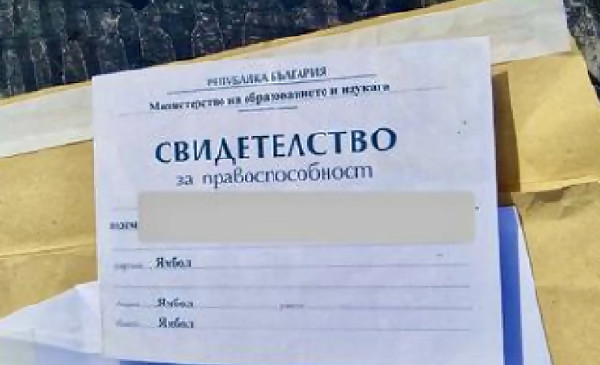 РЕПУБЛИКА БЪЛГАРИЯ
Министерство на образованието и науката
СВИДЕТЕЛСТВО
за правоспособност
Ямбол
Ямбол
Ямбол